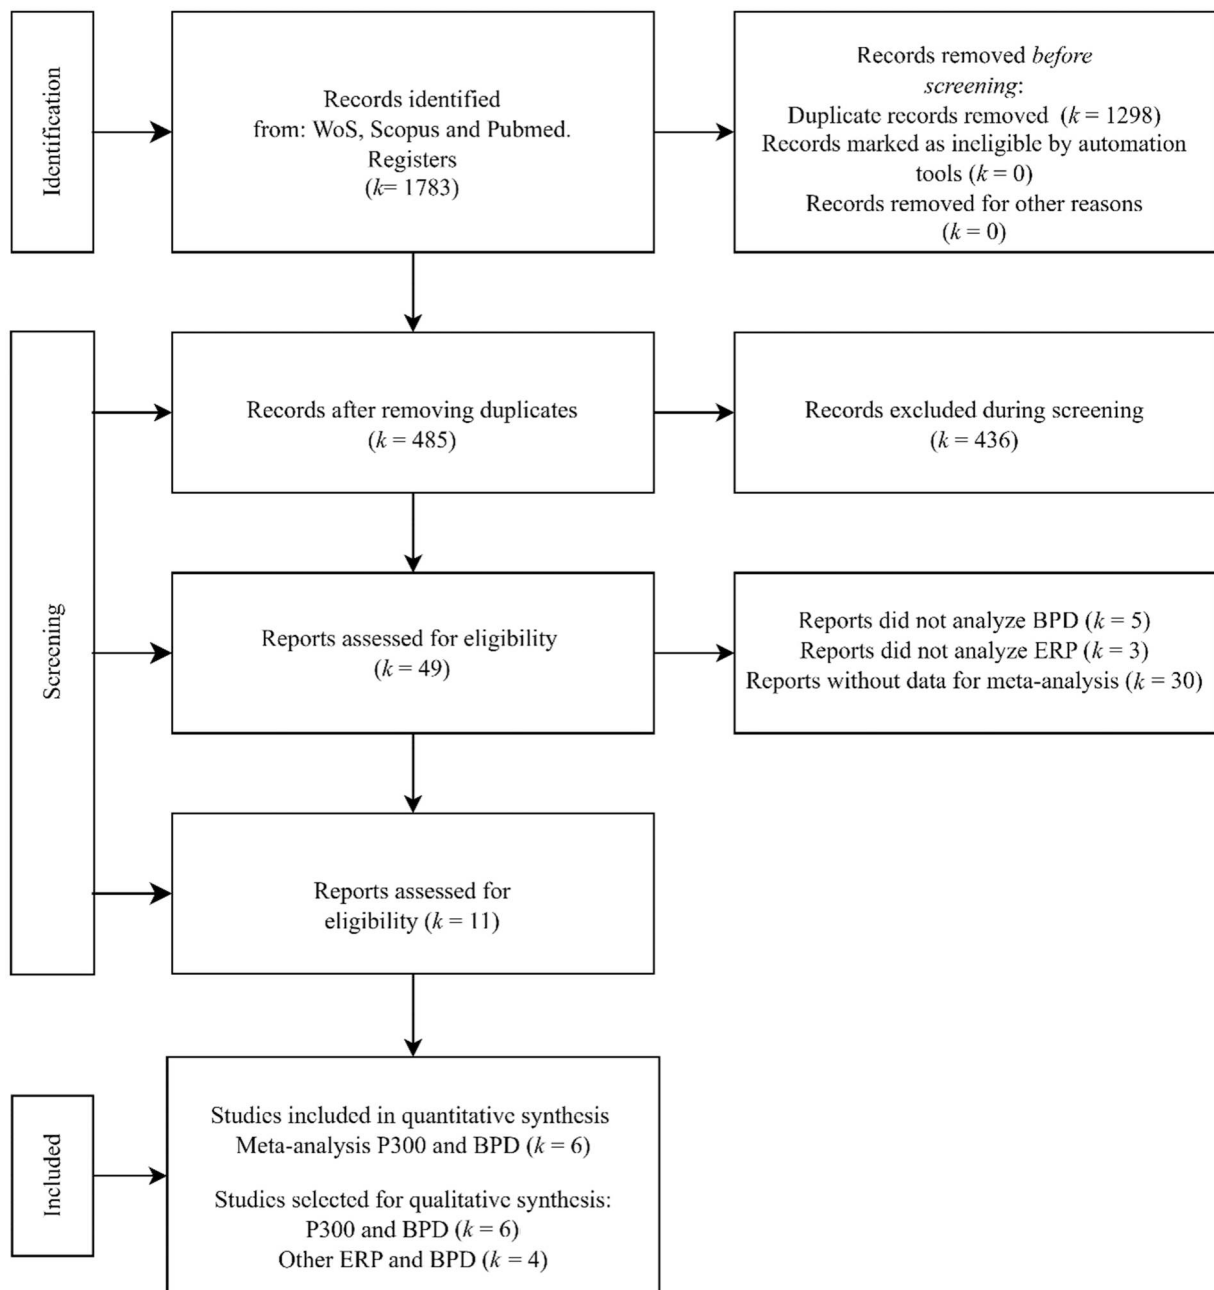 Identification
Records identified
from: WoS, Scopus and Pubmed.
Registers
(k= 1783)
Records removed before
screening:
Duplicate records removed (k = 1298)
Records marked as ineligible by automation
tools (k = 0)
Records removed for other reasons
(k = 0)
Screening
Records after removing duplicates
(k = 485)
Records excluded during screening
(k = 436)
Reports assessed for eligibility
(k = 49)
Reports did not analyze BPD (k = 5)
Reports did not analyze ERP (k = 3)
Reports without data for meta-analysis (k = 30)
Reports assessed for
eligibility (k = 11)
Included
Studies included in quantitative synthesis
Meta-analysis P300 and BPD (k = 6)
Studies selected for qualitative synthesis:
P300 and BPD (k = 6)
Other ERP and BPD (k = 4)